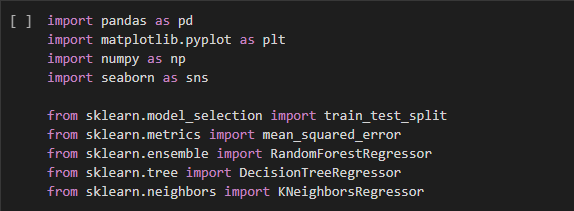 [ ] import pandas as pd
import matplotlib.pyplot as plt
import numpy as np
import seaborn as sns
from sklearn.model_selection import train_test_split
from sklearn.metrics import mean_squared_error
from sklearn.ensemble import RandomForestRegressor
from sklearn.tree import DecisionTreeRegressor
from sklearn.neighbors import KNeighborsRegressor